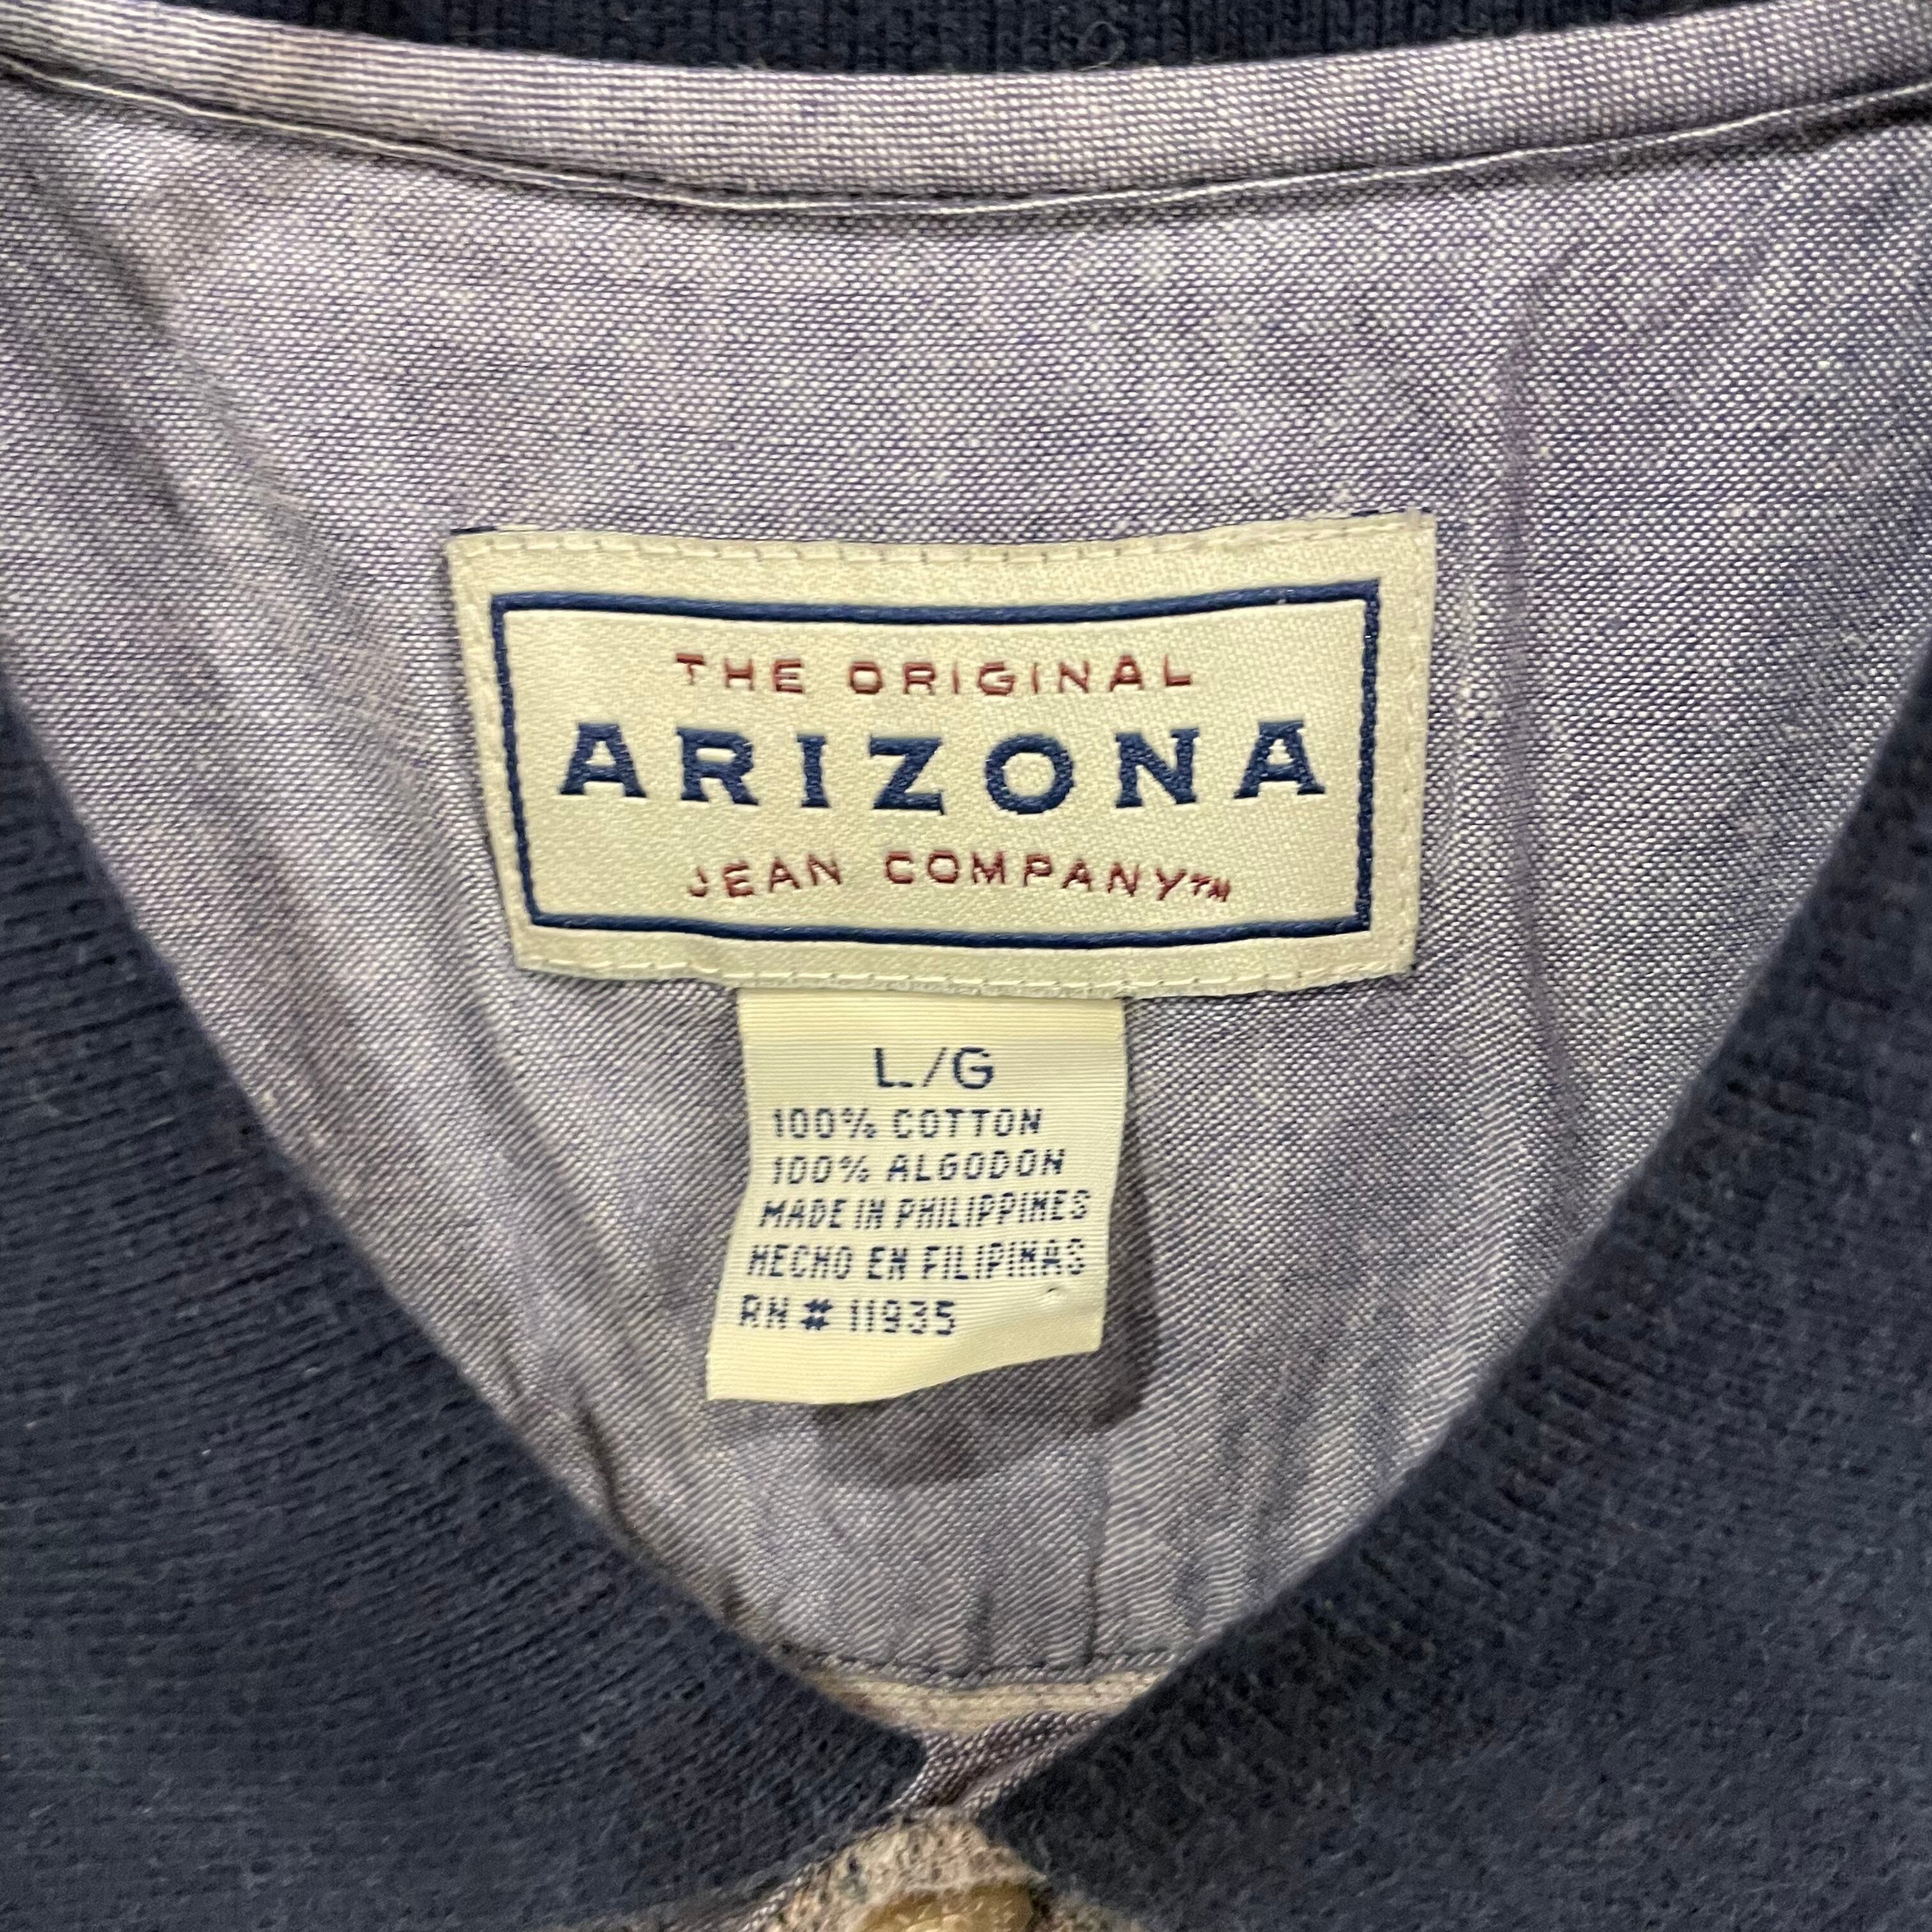 THE ORIGINAL
ARIZONA
JEAN COMPANY™
L/G
100% COTTON
100% ALGODON
MADE IN PHILIPPINES
HECHO EN FILIPINAS
RN # 11935